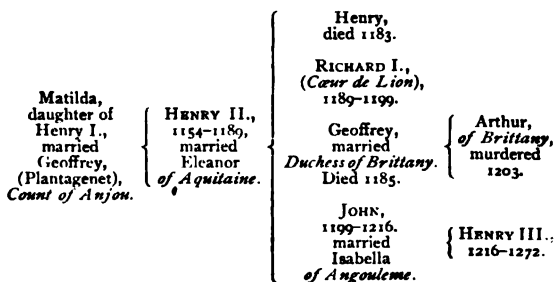 Matilda,
daughter of
Henry I.,
married
Geoffrey,
(Plantagenet),
Count of Anjou.
HENRY II.,
1154–1189,
married
Eleanor
of Aquitaine.
Henry,
died 1183.
RICHARD I.,
(Cœur de Lion),
1189–1199.
Geoffrey,
married
Duchess of Brittany.
Died 1185.
Arthur,
of Brittany,
murdered
1203.
JOHN,
1199–1216.
married
Isabella
of Angouleme.
HENRY III.,
1216–1272.